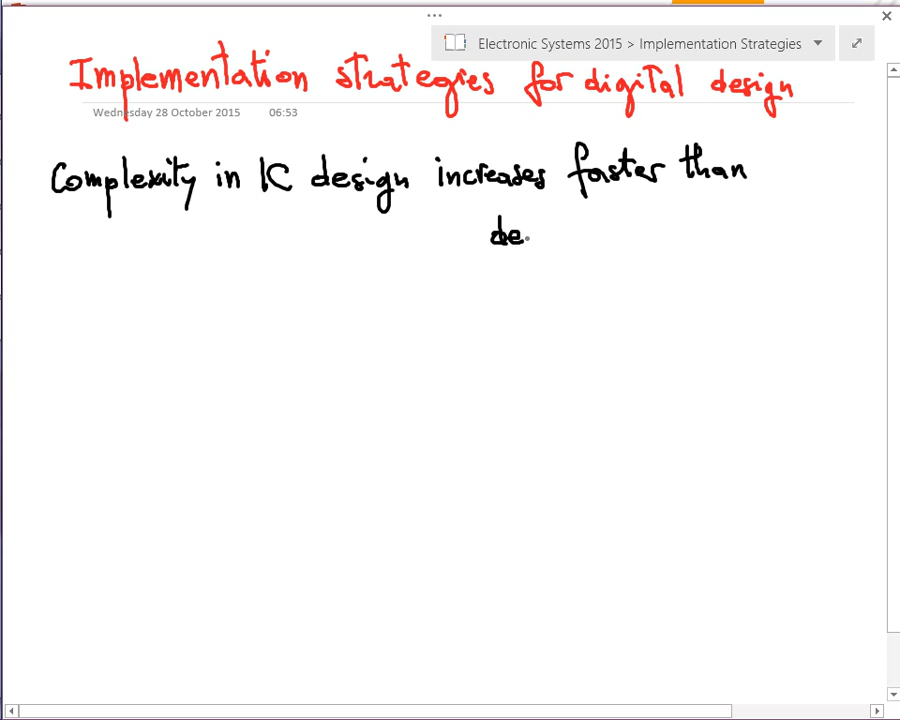 Electronic Systems 2015 > Implementation Strategies
Implementation strategies for digital design
Wednesday 28 October 2015 06:53
Complexity in IC design increases faster than
de